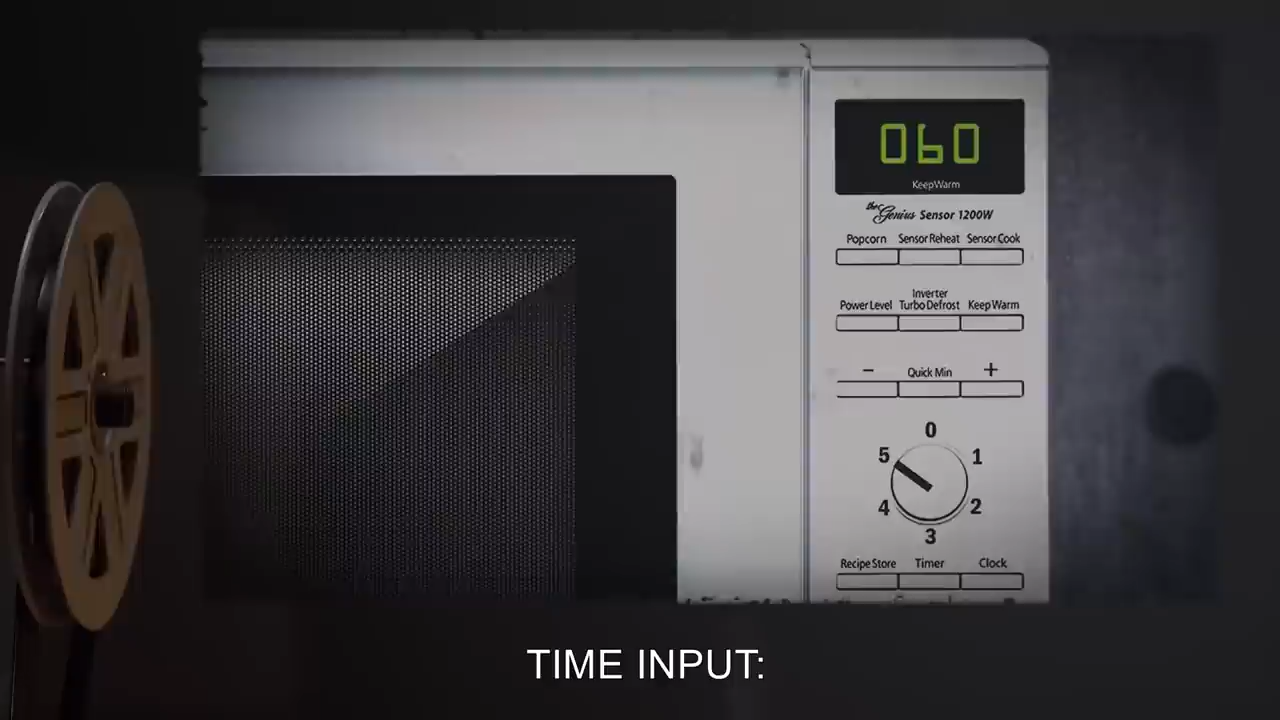 060
KeepWarm
the Genius Sensor 1200W
Popcorn Sensor Reheat Sensor Cook
Inverter
Power Level Turbo Defrost Keep Warm
− Quick Min +
0
5 1
4 2
3
Recipe Store Timer Clock
TIME INPUT: